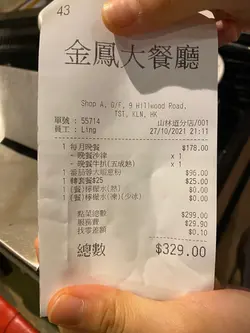 43
金鳳大餐廳
Shop A, G/F, 9 Hillwood Road,
TST, KLN, HK
單號：55714 山林道分店/001
員工：Ling 27/10/2021 21:11
1 每月晚餐 $178.00
－晚餐沙律 x 1
－晚餐牛扒(五成熟) x 1
1 蕃茄蓉大蝦意粉 $96.00
1 轉套餐$25 $25.00
1 (餐)檸檬水(熱) $0.00
1 (餐)檸檬水(凍)(少冰) $0.00
點菜總數 $299.00
服務費 $29.90
找零差額 $0.10
總數 $329.00